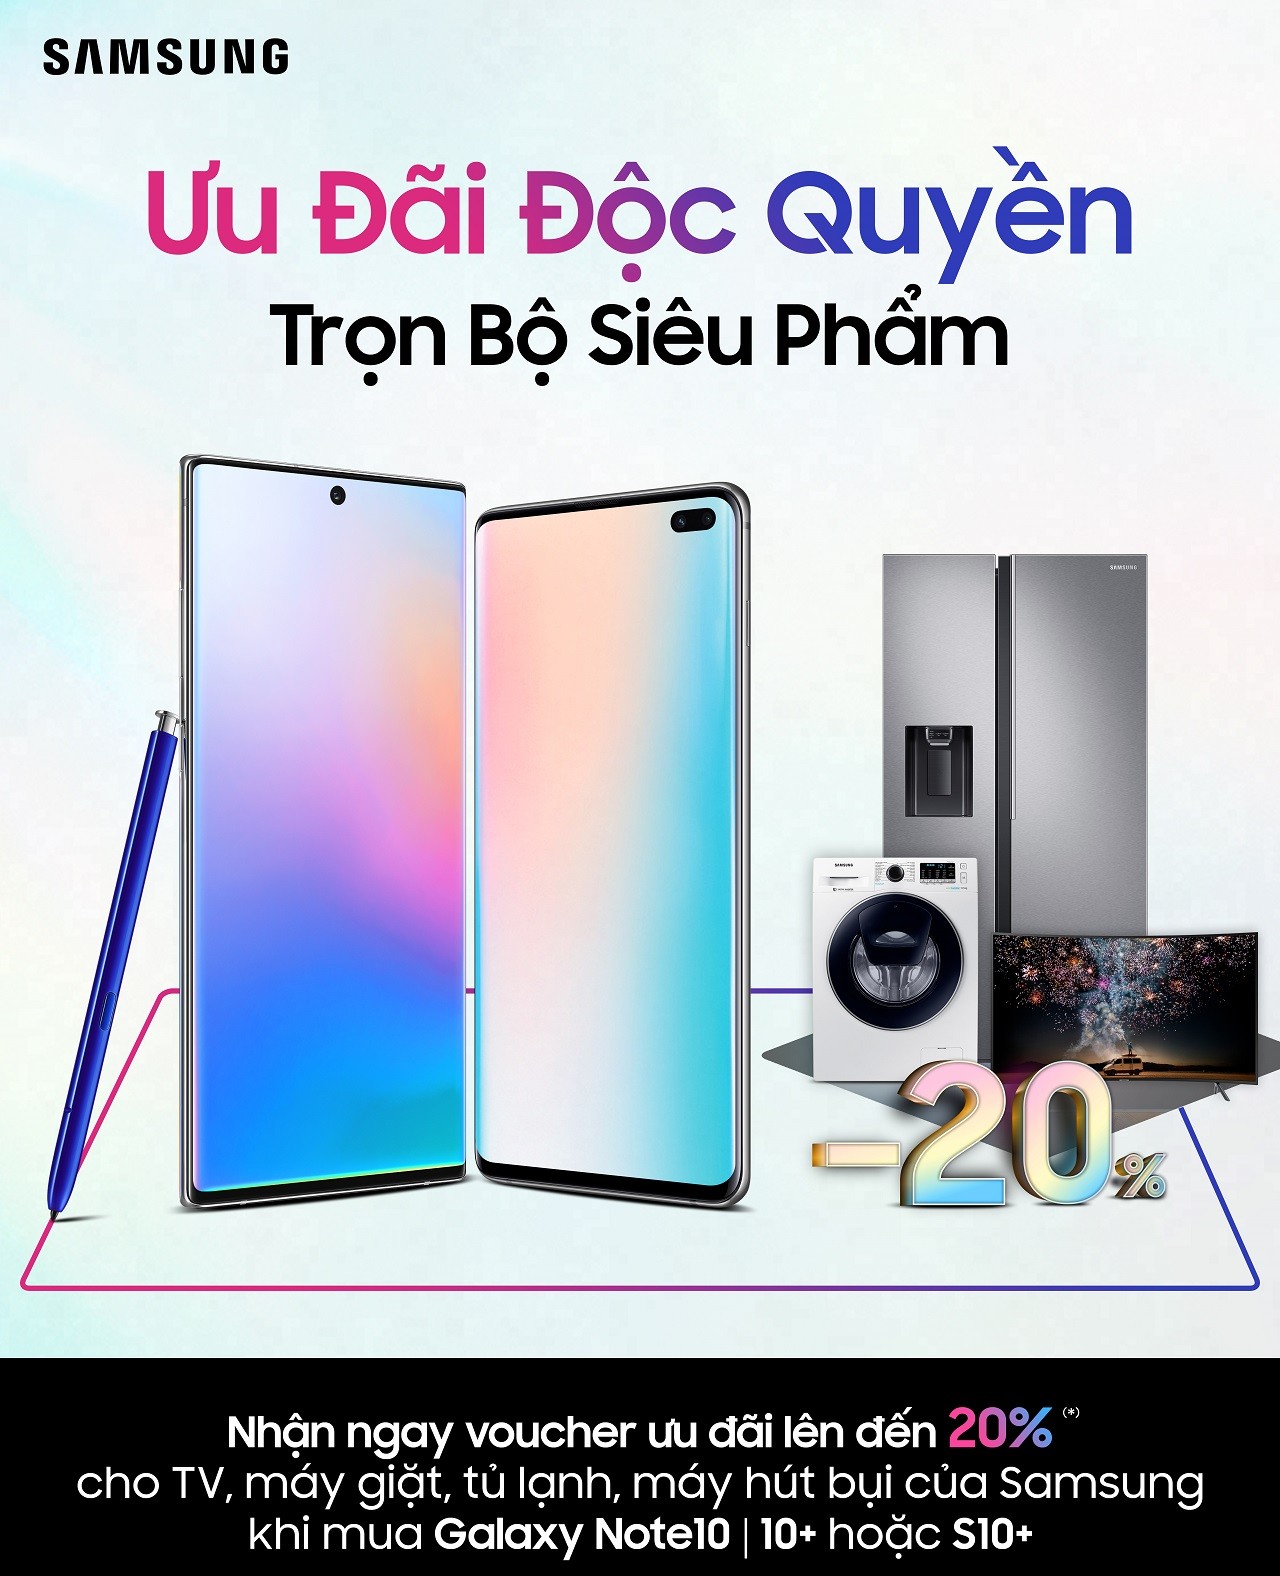 SAMSUNG
Ưu Đãi Độc Quyền
Trọn Bộ Siêu Phẩm
SAMSUNG
SAMSUNG
-20%
Nhận ngay voucher ưu đãi lên đến 20% (*)
cho TV, máy giặt, tủ lạnh, máy hút bụi của Samsung
khi mua Galaxy Note10 | 10+ hoặc S10+